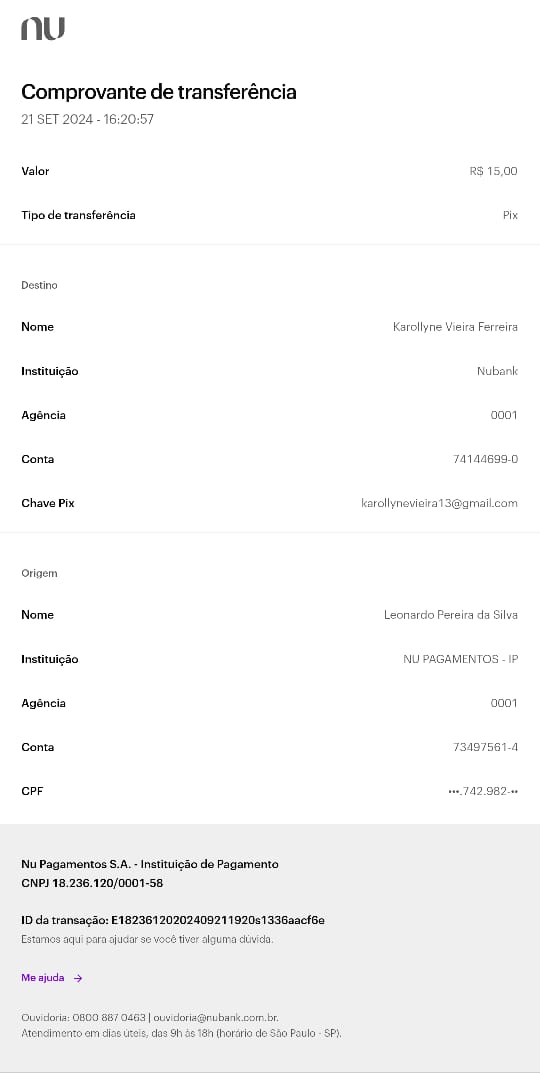 nu
Comprovante de transferência
21 SET 2024 - 16:20:57
Valor R$ 15,00
Tipo de transferência Pix
Destino
Nome Karollyne Vieira Ferreira
Instituição Nubank
Agência 0001
Conta 74144699-0
Chave Pix karollynevieira13@gmail.com
Origem
Nome Leonardo Pereira da Silva
Instituição NU PAGAMENTOS - IP
Agência 0001
Conta 73497561-4
CPF •••.742.982-••
Nu Pagamentos S.A. - Instituição de Pagamento
CNPJ 18.236.120/0001-58
ID da transação: E18236120202409211920s1336aacf6e
Estamos aqui para ajudar se você tiver alguma dúvida.
Me ajuda →
Ouvidoria: 0800 887 0463 | ouvidoria@nubank.com.br.
Atendimento em dias úteis, das 9h às 18h (horário de São Paulo - SP).